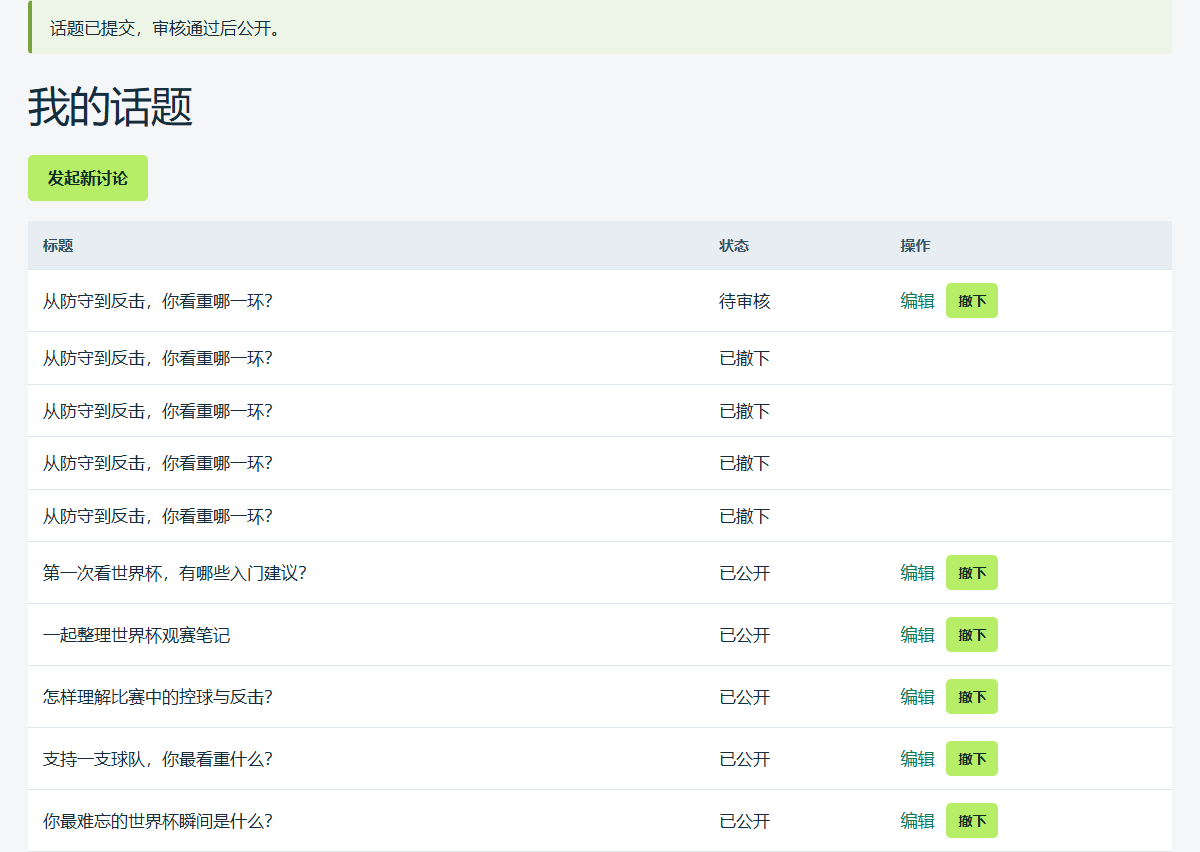 话题已提交，审核通过后公开。
我的话题
发起新讨论
标题 状态 操作
从防守到反击，你看重哪一环？ 待审核 编辑 撤下
从防守到反击，你看重哪一环？ 已撤下
从防守到反击，你看重哪一环？ 已撤下
从防守到反击，你看重哪一环？ 已撤下
从防守到反击，你看重哪一环？ 已撤下
第一次看世界杯，有哪些入门建议？ 已公开 编辑 撤下
一起整理世界杯观赛笔记 已公开 编辑 撤下
怎样理解比赛中的控球与反击？ 已公开 编辑 撤下
支持一支球队，你最看重什么？ 已公开 编辑 撤下
你最难忘的世界杯瞬间是什么？ 已公开 编辑 撤下